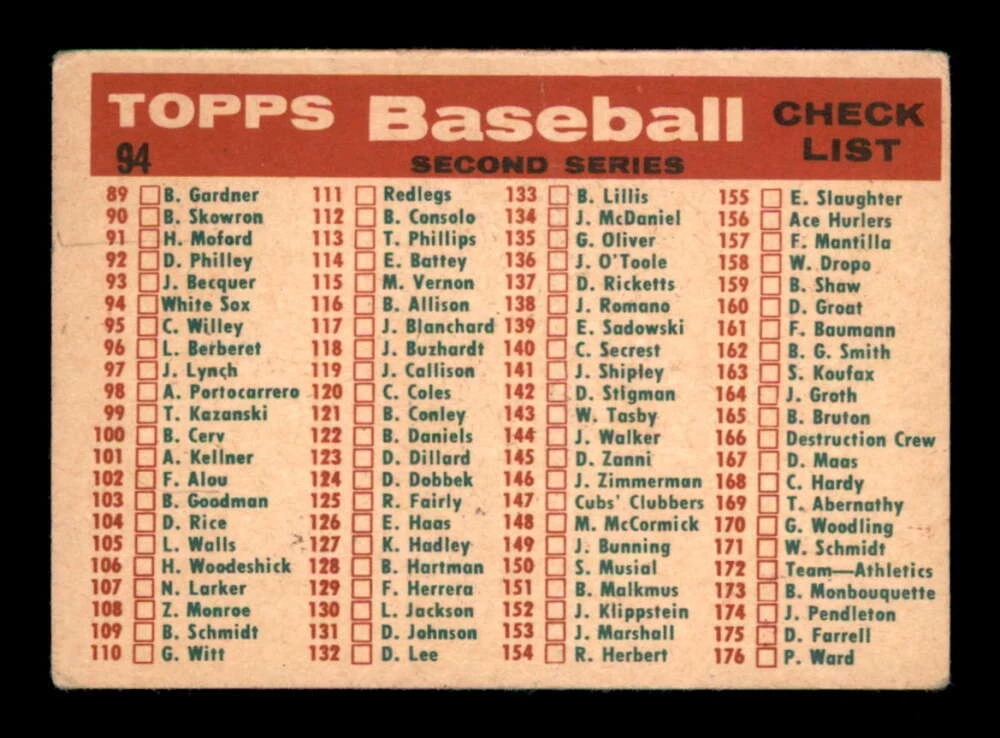 TOPPS Baseball CHECK LIST
94 SECOND SERIES
89 B. Gardner
90 B. Skowron
91 H. Moford
92 D. Philley
93 J. Becquer
94 White Sox
95 C. Willey
96 L. Berberet
97 J. Lynch
98 A. Portocarrero
99 T. Kazanski
100 B. Cerv
101 A. Kellner
102 F. Alou
103 B. Goodman
104 D. Rice
105 L. Walls
106 H. Woodeshick
107 N. Larker
108 Z. Monroe
109 B. Schmidt
110 G. Witt
111 Redlegs
112 B. Consolo
113 T. Phillips
114 E. Battey
115 M. Vernon
116 B. Allison
117 J. Blanchard
118 J. Buzhardt
119 J. Callison
120 C. Coles
121 B. Conley
122 B. Daniels
123 D. Dillard
124 D. Dobbek
125 R. Fairly
126 E. Haas
127 K. Hadley
128 B. Hartman
129 F. Herrera
130 L. Jackson
131 D. Johnson
132 D. Lee
133 B. Lillis
134 J. McDaniel
135 G. Oliver
136 J. O'Toole
137 D. Ricketts
138 J. Romano
139 E. Sadowski
140 C. Secrest
141 J. Shipley
142 D. Stigman
143 W. Tasby
144 J. Walker
145 D. Zanni
146 J. Zimmerman
147 Cubs' Clubbers
148 M. McCormick
149 J. Bunning
150 S. Musial
151 B. Malkmus
152 J. Klippstein
153 J. Marshall
154 R. Herbert
155 E. Slaughter
156 Ace Hurlers
157 F. Mantilla
158 W. Dropo
159 B. Shaw
160 D. Groat
161 F. Baumann
162 B. G. Smith
163 S. Koufax
164 J. Groth
165 B. Bruton
166 Destruction Crew
167 D. Maas
168 C. Hardy
169 T. Abernathy
170 G. Woodling
171 W. Schmidt
172 Team—Athletics
173 B. Monbouquette
174 J. Pendleton
175 D. Farrell
176 P. Ward